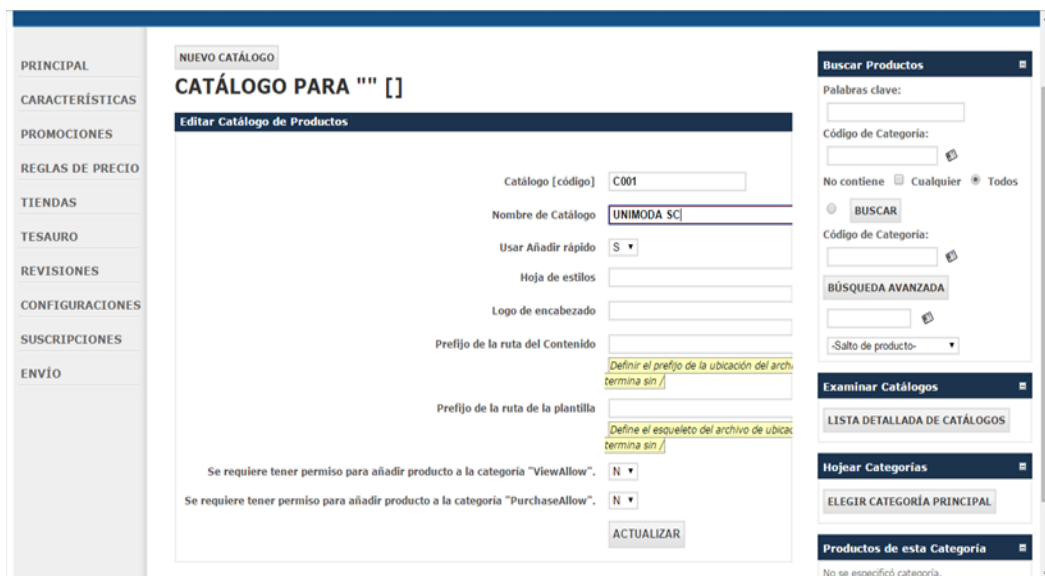 PRINCIPAL
CARACTERÍSTICAS
PROMOCIONES
REGLAS DE PRECIO
TIENDAS
TESAURO
REVISIONES
CONFIGURACIONES
SUSCRIPCIONES
ENVÍO
NUEVO CATÁLOGO
CATÁLOGO PARA "" []
Editar Catálogo de Productos
Catálogo [código] C001
Nombre de Catálogo UNIMODA SC
Usar Añadir rápido S
Hoja de estilos
Logo de encabezado
Prefijo de la ruta del Contenido
Definir el prefijo de la ubicación del archi
termina sin /
Prefijo de la ruta de la plantilla
Define el esqueleto del archivo de ubicac
termina sin /
Se requiere tener permiso para añadir producto a la categoría "ViewAllow". N
Se requiere tener permiso para añadir producto a la categoría "PurchaseAllow". N
ACTUALIZAR
Buscar Productos
Palabras clave:
Código de Categoría:
No contiene Cualquier Todos
BUSCAR
Código de Categoría:
BÚSQUEDA AVANZADA
-Salto de producto-
Examinar Catálogos
LISTA DETALLADA DE CATÁLOGOS
Hojear Categorías
ELEGIR CATEGORÍA PRINCIPAL
Productos de esta Categoría
No se especificó categoría.